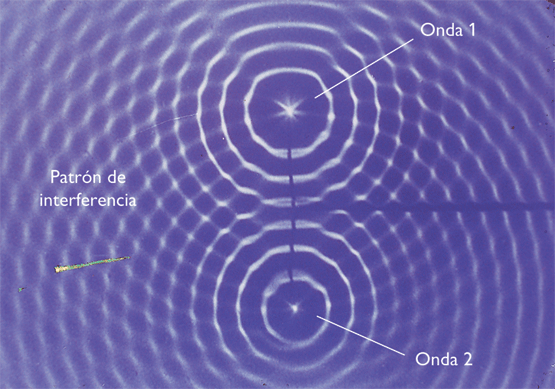 Onda 1
Patrón de
interferencia
Onda 2